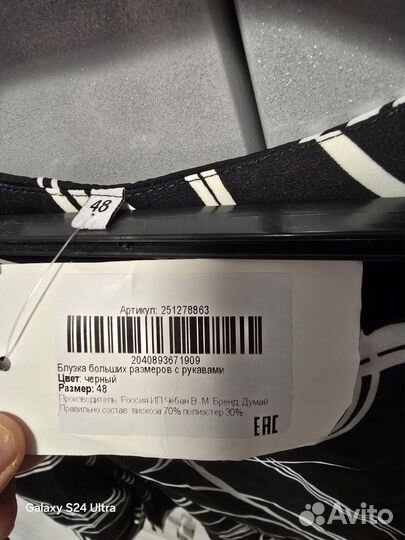 48
Артикул: 251278863
2040893671909
Блузка больших размеров с рукавами
Цвет: черный
Размер: 48
Производитель: Россия ИП Чебан В. М. Бренд: Думай
Правильно состав: вискоза 70% полиэстер 30%
EAC
Galaxy S24 Ultra
Avito